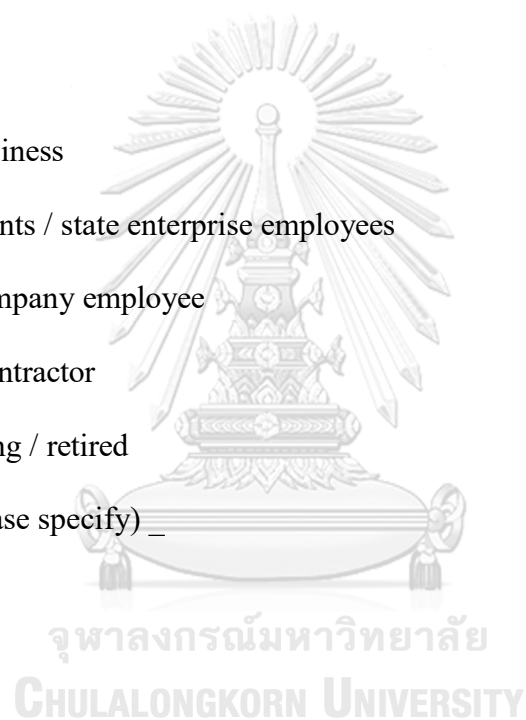 iness
nts / state enterprise employees
mpany employee
ntractor
ng / retired
ase specify) _
จุฬาลงกรณ์มหาวิทยาลัย
CHULALONGKORN UNIVERSITY